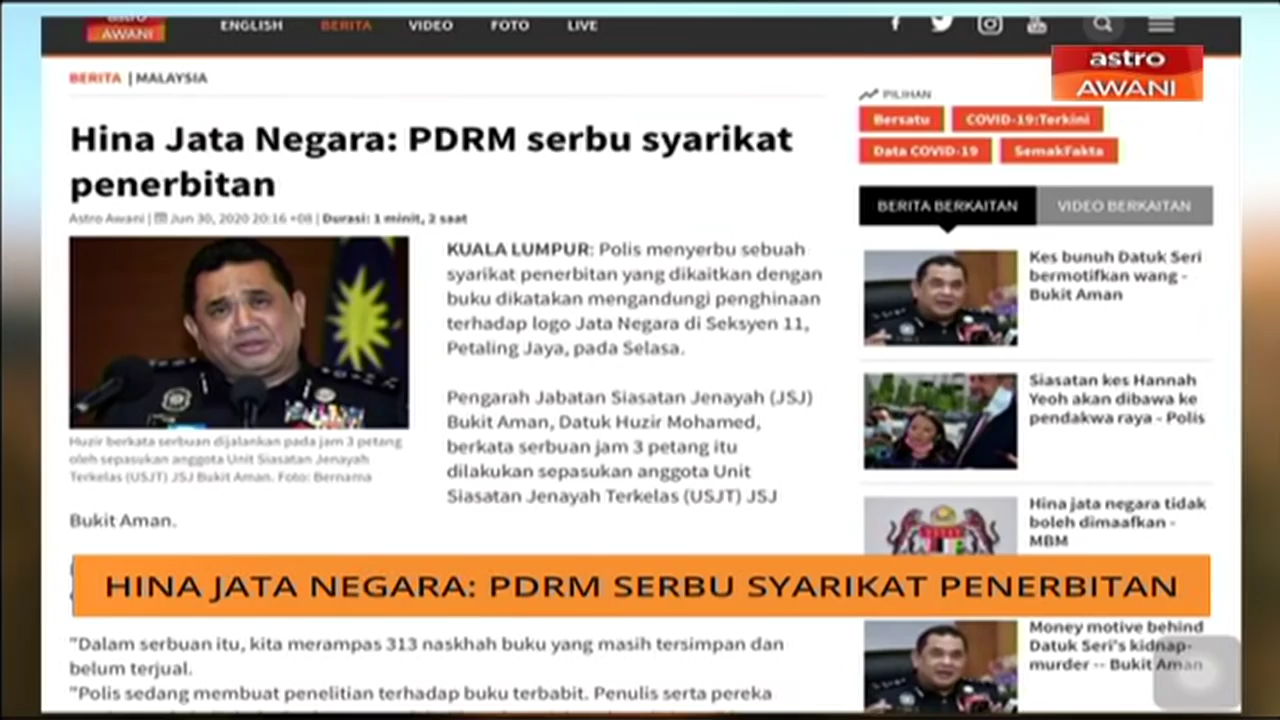 astro
AWANI
ENGLISH BERITA VIDEO FOTO LIVE
astro
AWANI
BERITA | MALAYSIA
Hina Jata Negara: PDRM serbu syarikat
penerbitan
Astro Awani | Jun 30, 2020 20:16 +08 | Durasi: 1 minit, 2 saat
Huzir berkata serbuan dijalankan pada jam 3 petang
oleh sepasukan anggota Unit Siasatan Jenayah
Terkelas (USJT) JSJ Bukit Aman. Foto: Bernama
KUALA LUMPUR: Polis menyerbu sebuah
syarikat penerbitan yang dikaitkan dengan
buku dikatakan mengandungi penghinaan
terhadap logo Jata Negara di Seksyen 11,
Petaling Jaya, pada Selasa.
Pengarah Jabatan Siasatan Jenayah (JSJ)
Bukit Aman, Datuk Huzir Mohamed,
berkata serbuan jam 3 petang itu
dilakukan sepasukan anggota Unit
Siasatan Jenayah Terkelas (USJT) JSJ
Bukit Aman.
HINA JATA NEGARA: PDRM SERBU SYARIKAT PENERBITAN
"Dalam serbuan itu, kita merampas 313 naskhah buku yang masih tersimpan dan
belum terjual.
"Polis sedang membuat penelitian terhadap buku terbabit. Penulis serta pereka
PILIHAN
Bersatu COVID-19:Terkini
Data COVID-19 SemakFakta
BERITA BERKAITAN VIDEO BERKAITAN
Kes bunuh Datuk Seri
bermotifkan wang -
Bukit Aman
Siasatan kes Hannah
Yeoh akan dibawa ke
pendakwa raya - Polis
Hina jata negara tidak
boleh dimaafkan -
MBM
Money motive behind
Datuk Seri's kidnap-
murder -- Bukit Aman